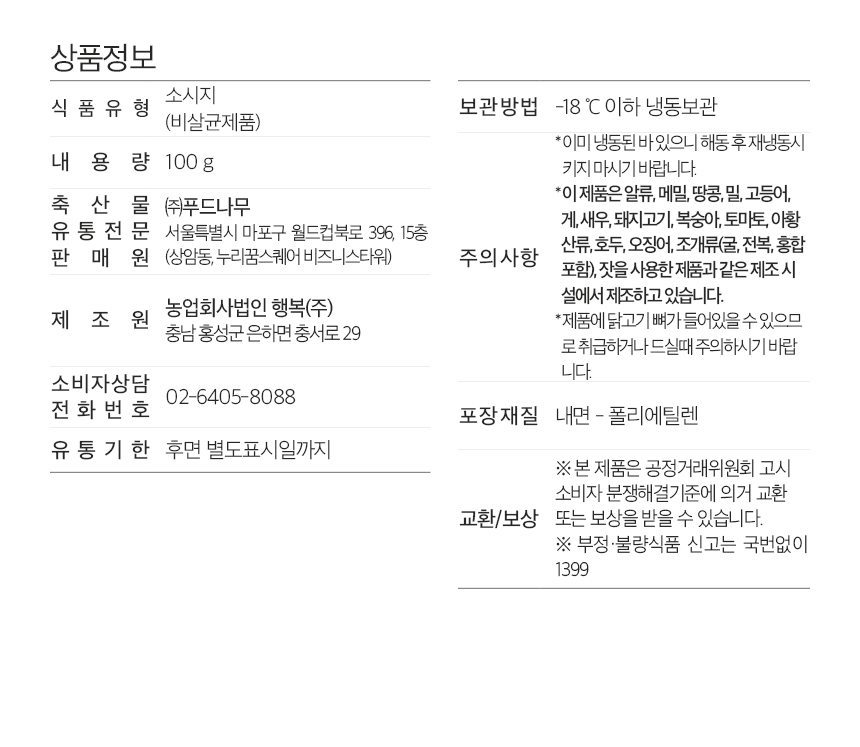 상품정보
식 품 유 형 소시지
(비살균제품)
내 용 량 100 g
축 산 물 ㈜푸드나무
유 통 전 문 서울특별시 마포구 월드컵북로 396, 15층
판 매 원 (상암동, 누리꿈스퀘어 비즈니스타워)
제 조 원 농업회사법인 행복(주)
충남 홍성군 은하면 충서로 29
소비자상담
전 화 번 호 02-6405-8088
유 통 기 한 후면 별도표시일까지
보관방법 -18 ℃ 이하 냉동보관
주의사항
*이미 냉동된 바 있으니 해동 후 재냉동시
키지 마시기 바랍니다.
*이 제품은 알류, 메밀, 땅콩, 밀, 고등어,
게, 새우, 돼지고기, 복숭아, 토마토, 아황
산류, 호두, 오징어, 조개류(굴, 전복, 홍합
포함), 잣을 사용한 제품과 같은 제조 시
설에서 제조하고 있습니다.
*제품에 닭고기 뼈가 들어있을 수 있으므
로 취급하거나 드실때 주의하시기 바랍
니다.
포장재질 내면 - 폴리에틸렌
교환/보상
※ 본 제품은 공정거래위원회 고시
소비자 분쟁해결기준에 의거 교환
또는 보상을 받을 수 있습니다.
※ 부정·불량식품 신고는 국번없이
1399